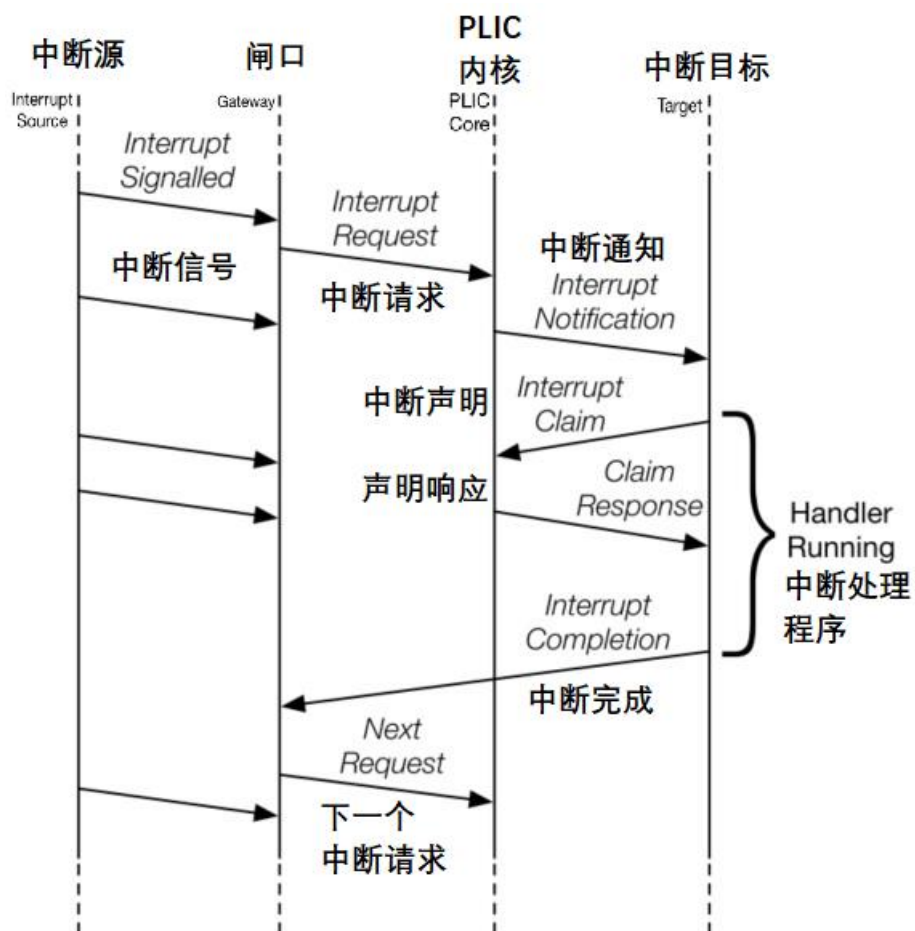 中断源
闸口
PLIC
内核
中断目标
Interrupt
Source
Gateway
PLIC
Core
Target
Interrupt
Signalled
Interrupt
Request
中断信号
中断请求
中断通知
Interrupt
Notification
中断声明
Interrupt
Claim
声明响应
Claim
Response
Handler
Running
中断处理
程序
Interrupt
Completion
中断完成
Next
Request
下一个
中断请求